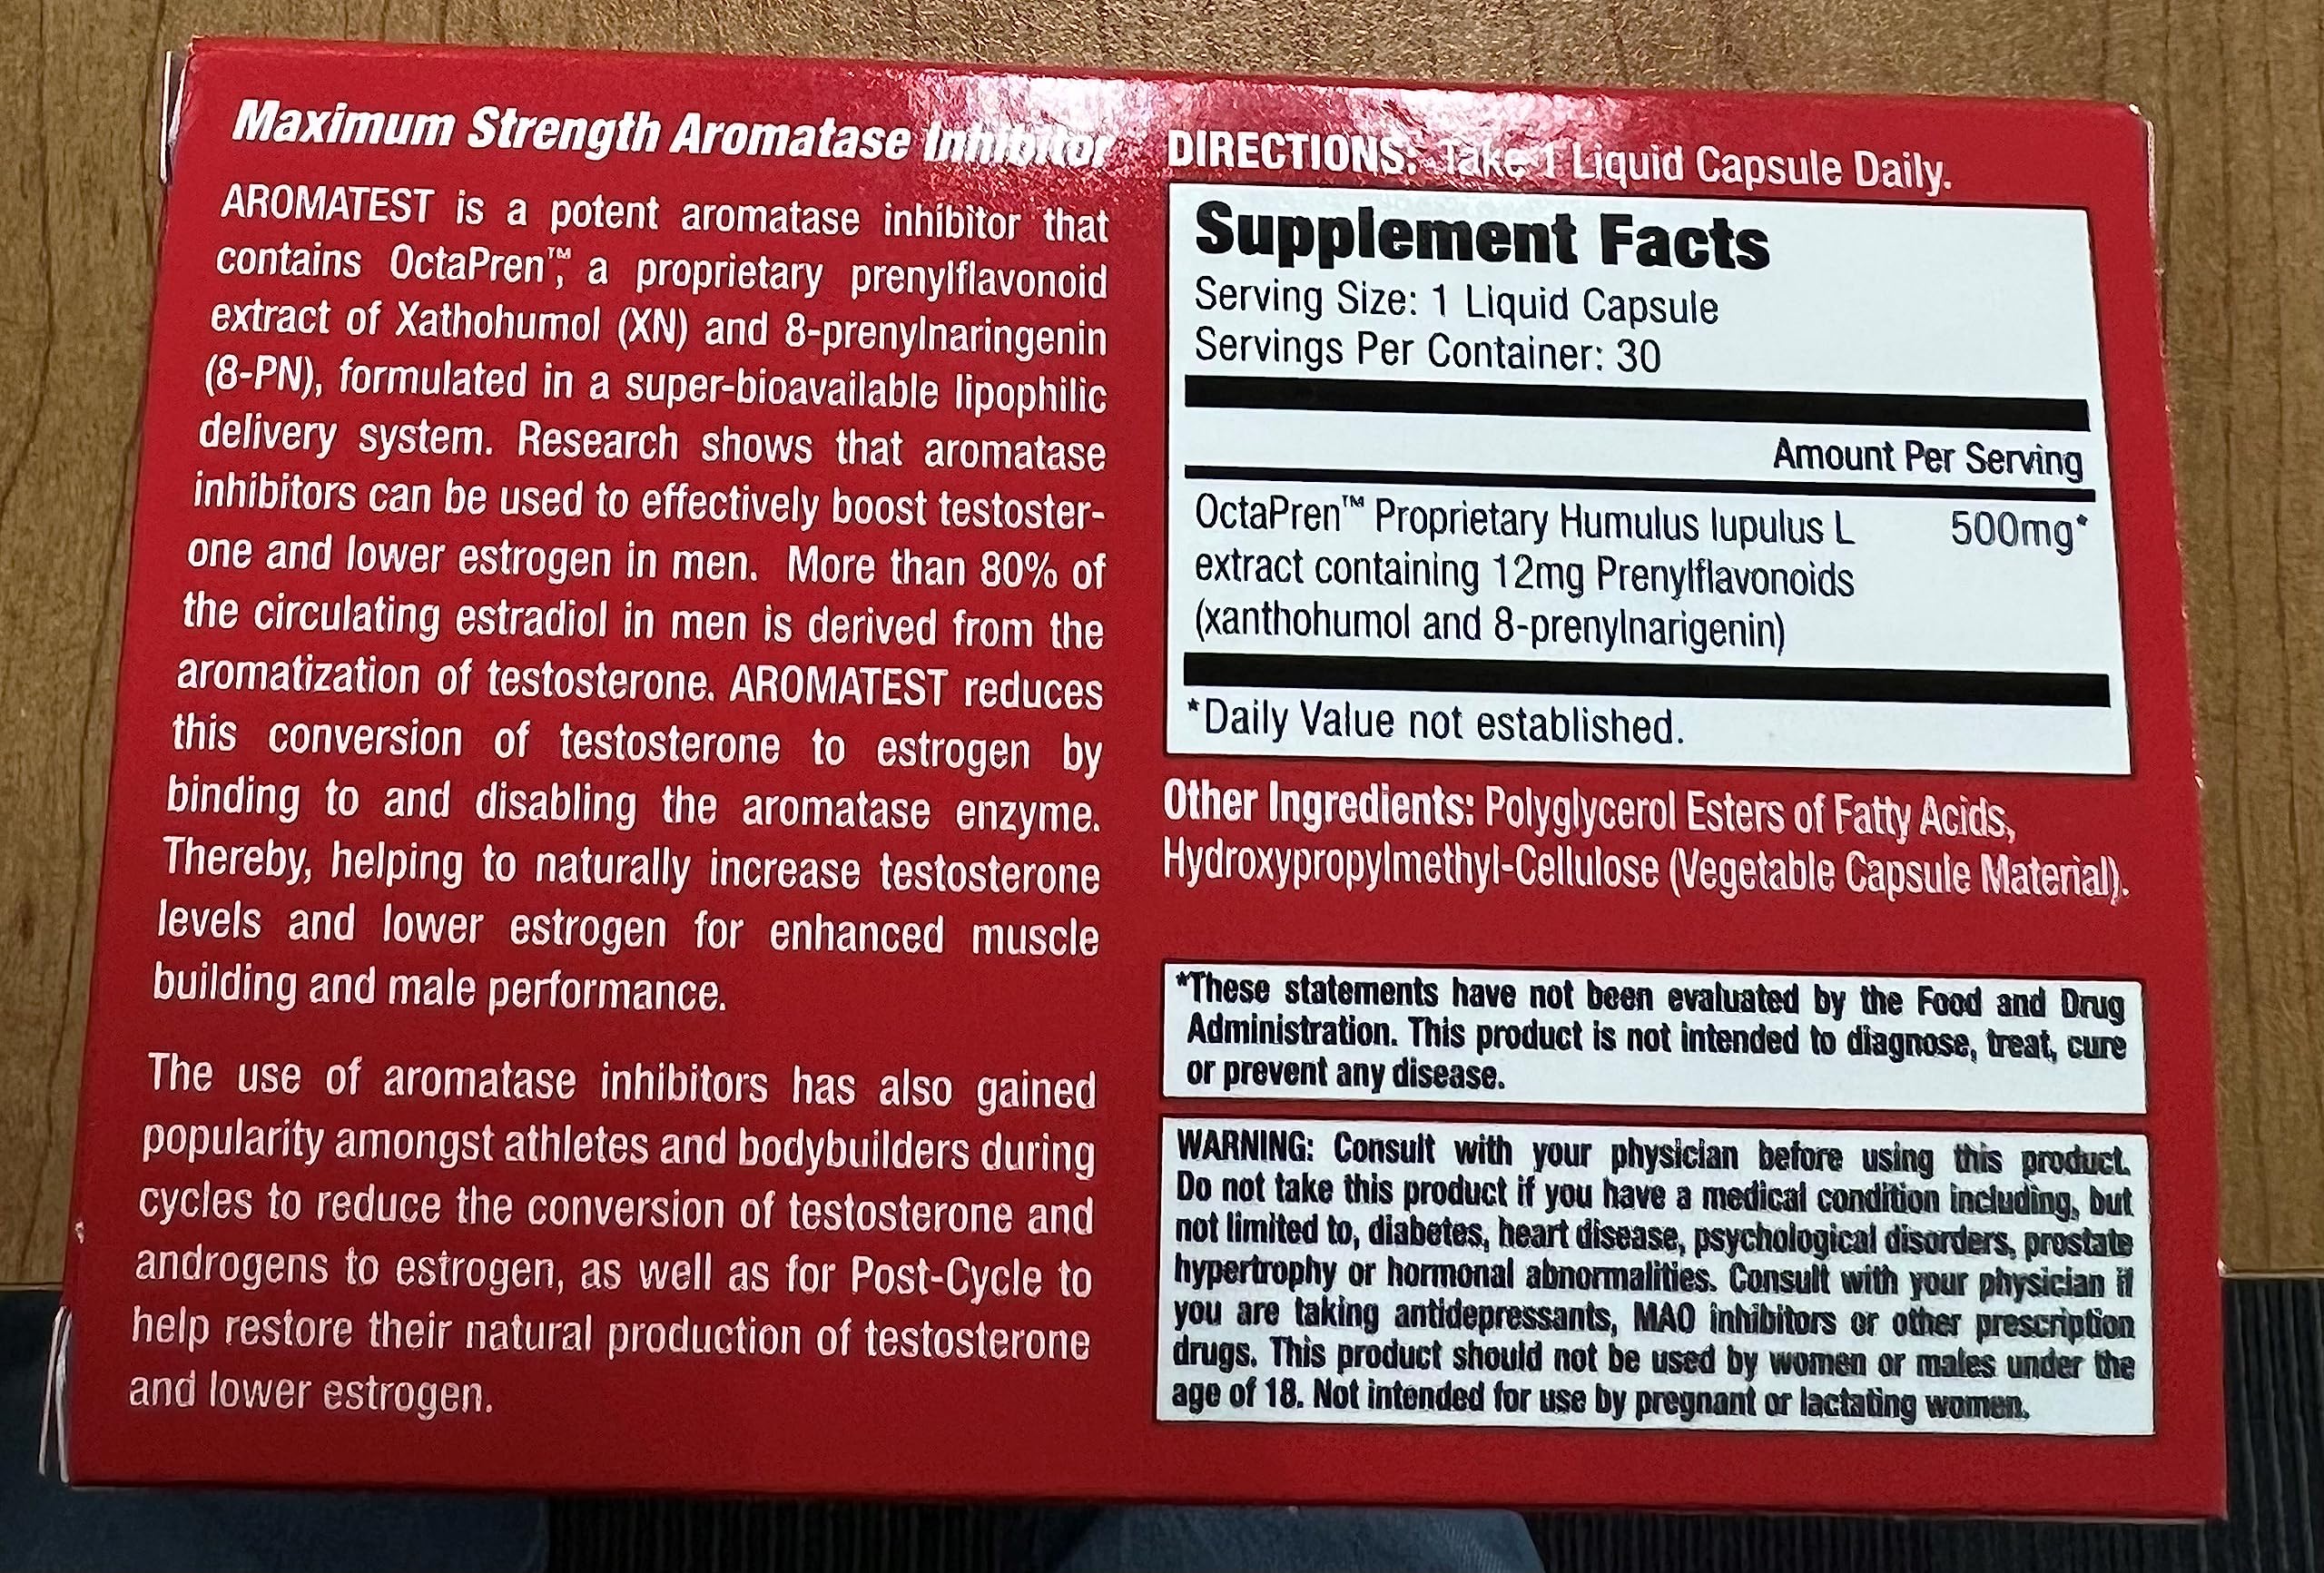 Maximum Strength Aromatase Inhibitor
AROMATEST is a potent aromatase inhibitor that
contains OctaPren™, a proprietary prenylflavonoid
extract of Xathohumol (XN) and 8-prenylnaringenin
(8-PN), formulated in a super-bioavailable lipophilic
delivery system. Research shows that aromatase
inhibitors can be used to effectively boost testoster-
one and lower estrogen in men. More than 80% of
the circulating estradiol in men is derived from the
aromatization of testosterone. AROMATEST reduces
this conversion of testosterone to estrogen by
binding to and disabling the aromatase enzyme.
Thereby, helping to naturally increase testosterone
levels and lower estrogen for enhanced muscle
building and male performance.
The use of aromatase inhibitors has also gained
popularity amongst athletes and bodybuilders during
cycles to reduce the conversion of testosterone and
androgens to estrogen, as well as for Post-Cycle to
help restore their natural production of testosterone
and lower estrogen.
DIRECTIONS: Take 1 Liquid Capsule Daily.
Supplement Facts
Serving Size: 1 Liquid Capsule
Servings Per Container: 30
Amount Per Serving
OctaPren™ Proprietary Humulus lupulus L 500mg*
extract containing 12mg Prenylflavonoids
(xanthohumol and 8-prenylnarigenin)
*Daily Value not established.
Other Ingredients: Polyglycerol Esters of Fatty Acids,
Hydroxypropylmethyl-Cellulose (Vegetable Capsule Material).
*These statements have not been evaluated by the Food and Drug
Administration. This product is not intended to diagnose, treat, cure
or prevent any disease.
WARNING: Consult with your physician before using this product.
Do not take this product if you have a medical condition including, but
not limited to, diabetes, heart disease, psychological disorders, prostate
hypertrophy or hormonal abnormalities. Consult with your physician if
you are taking antidepressants, MAO inhibitors or other prescription
drugs. This product should not be used by women or males under the
age of 18. Not intended for use by pregnant or lactating women.